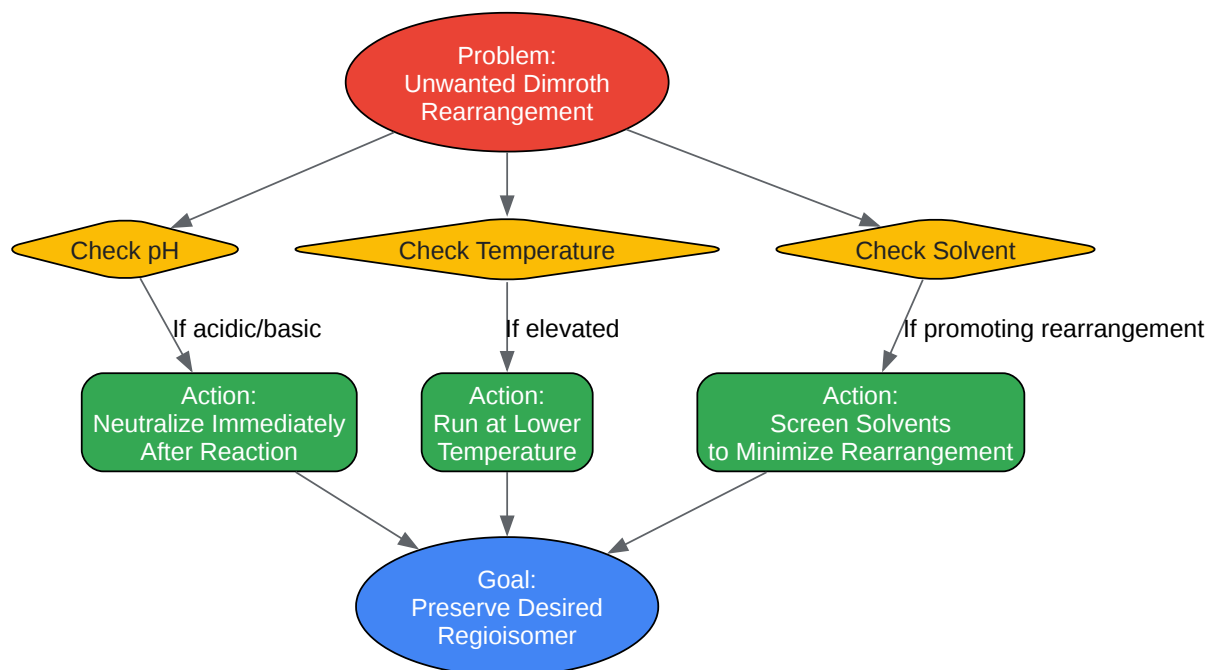 Problem:
Unwanted Dimroth
Rearrangement
Check pH
Check Temperature
Check Solvent
If acidic/basic
If elevated
If promoting rearrangement
Action:
Neutralize Immediately
After Reaction
Action:
Run at Lower
Temperature
Action:
Screen Solvents
to Minimize Rearrangement
Goal:
Preserve Desired
Regioisomer